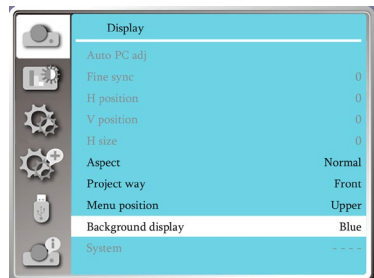 Display
Auto PC adj
Fine sync 0
H position 0
V position 0
H size 0
Aspect Normal
Project way Front
Menu position Upper
Background display Blue
System - - - -